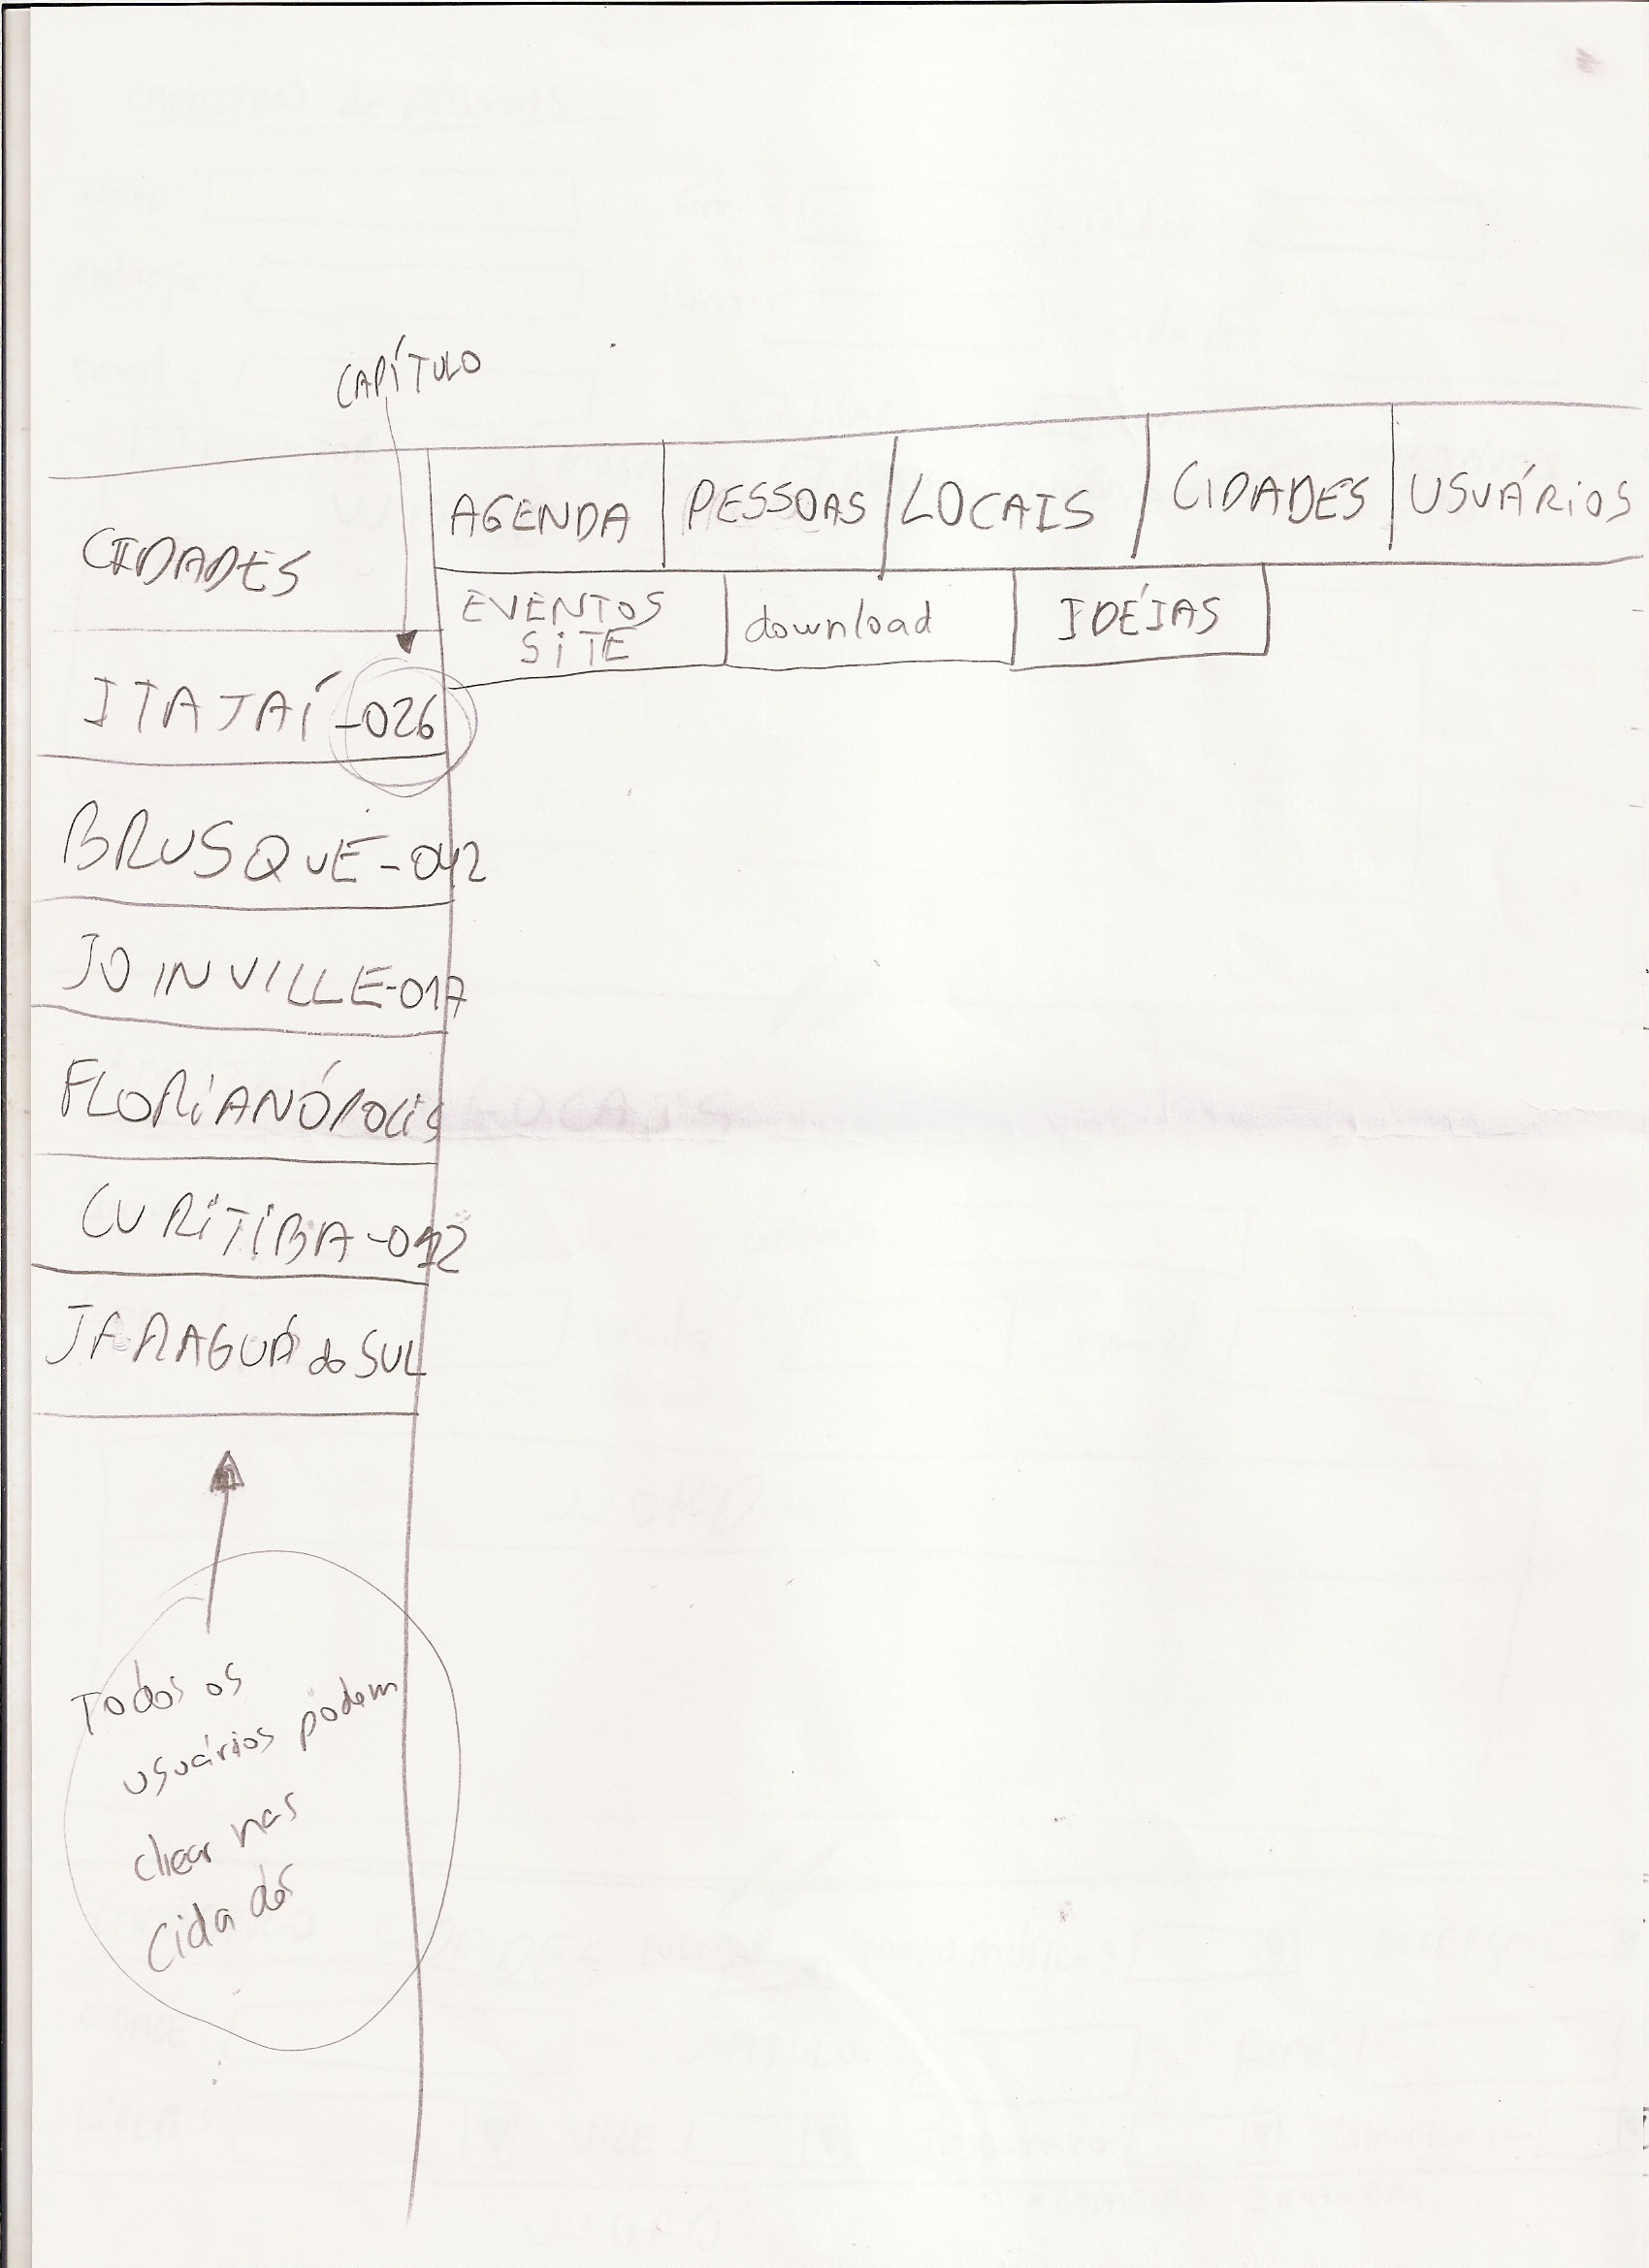 CAPÍTULO
AGENDA PESSOAS LOCAIS CIDADES USUÁRIOS
CIDADES
EVENTOS SITE download IDÉIAS
ITAJAÍ-026
BRUSQUE-042
JOINVILLE-017
FLORIANÓPOLIS
CURITIBA-012
JARAGUÁ do SUL
Todos os
usuários podem
clicar nas
cidades